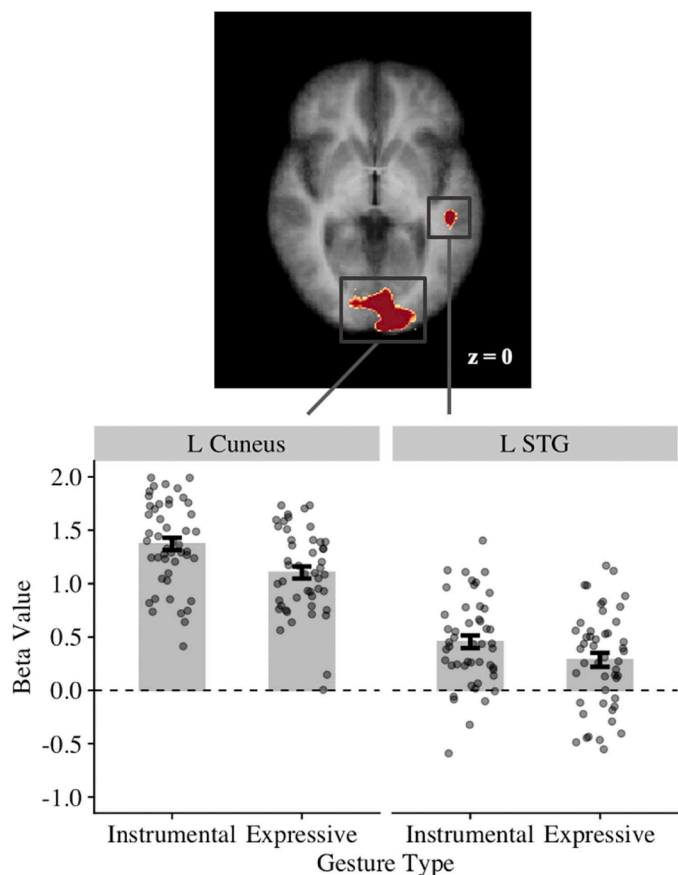 z = 0
L Cuneus
L STG
2.0
1.5
1.0
0.5
0.0
-0.5
-1.0
Beta Value
Instrumental Expressive Instrumental Expressive
Gesture Type